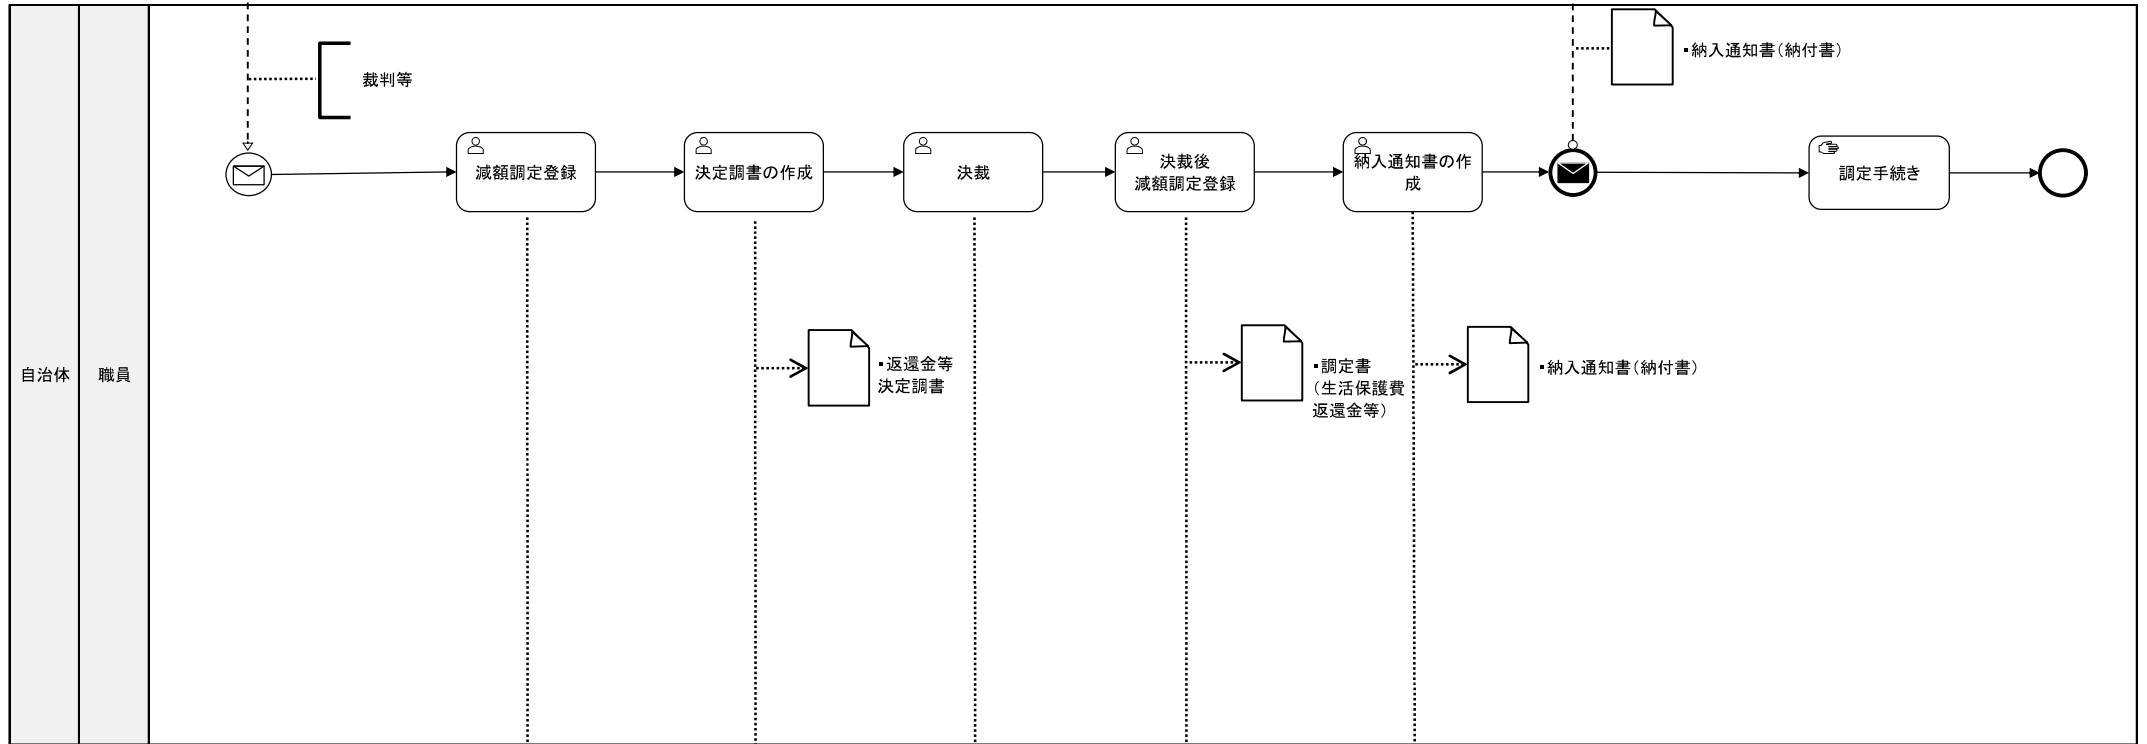 自治体
職員
裁判等
減額調定登録
決定調書の作成
決裁
決裁後
減額調定登録
納入通知書の作
成
・納入通知書(納付書)
調定手続き
・返還金等
決定調書
・調定書
(生活保護費
返還金等)
・納入通知書(納付書)